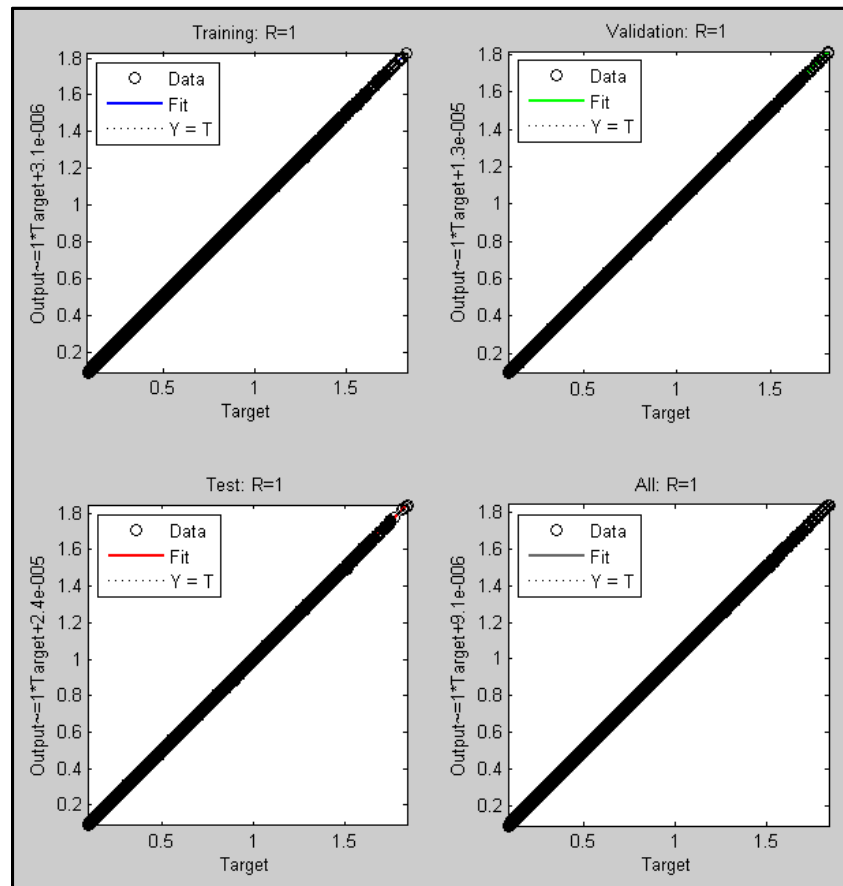 Training: R=1
Output~=1*Target+3.1e-006
1.8
1.6
1.4
1.2
1
0.8
0.6
0.4
0.2
Data
Fit
Y = T
0.5
1
1.5
Target
Validation: R=1
Output~=1*Target+1.3e-005
1.8
1.6
1.4
1.2
1
0.8
0.6
0.4
0.2
Data
Fit
Y = T
0.5
1
1.5
Target
Test: R=1
Output~=1*Target+2.4e-005
1.8
1.6
1.4
1.2
1
0.8
0.6
0.4
0.2
Data
Fit
Y = T
0.5
1
1.5
Target
All: R=1
Output~=1*Target+9.1e-006
1.8
1.6
1.4
1.2
1
0.8
0.6
0.4
0.2
Data
Fit
Y = T
0.5
1
1.5
Target